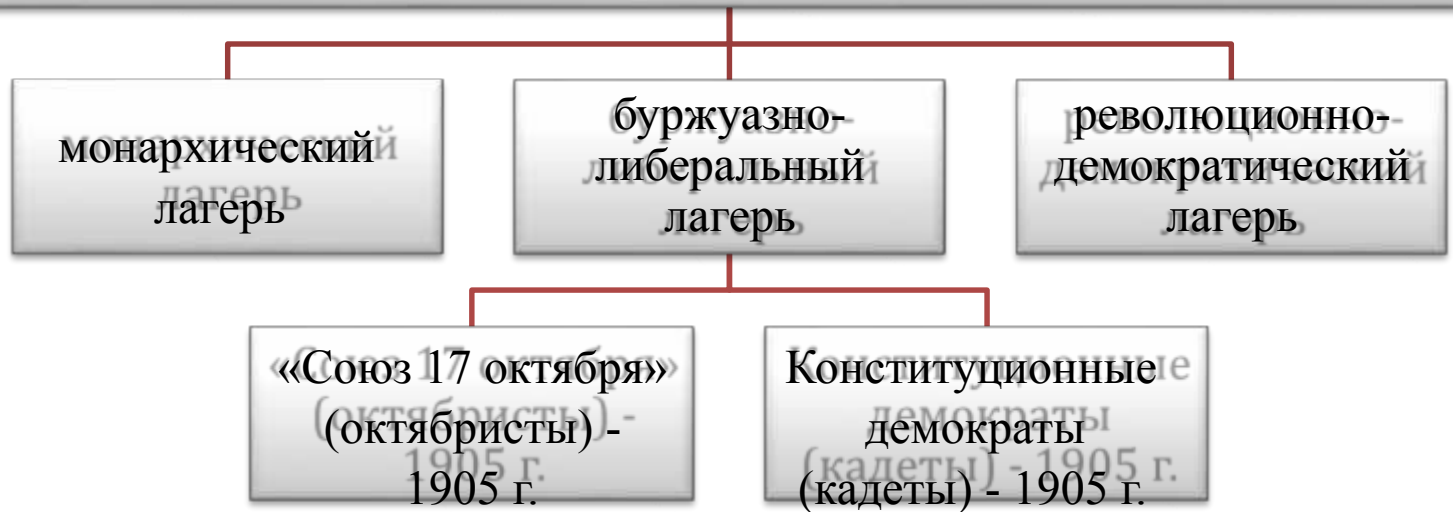 монархический
лагерь
буржуазно-
либеральный
лагерь
революционно-
демократический
лагерь
«Союз 17 октября»
(октябристы) -
1905 г.
Конституционные
демократы
(кадеты) - 1905 г.